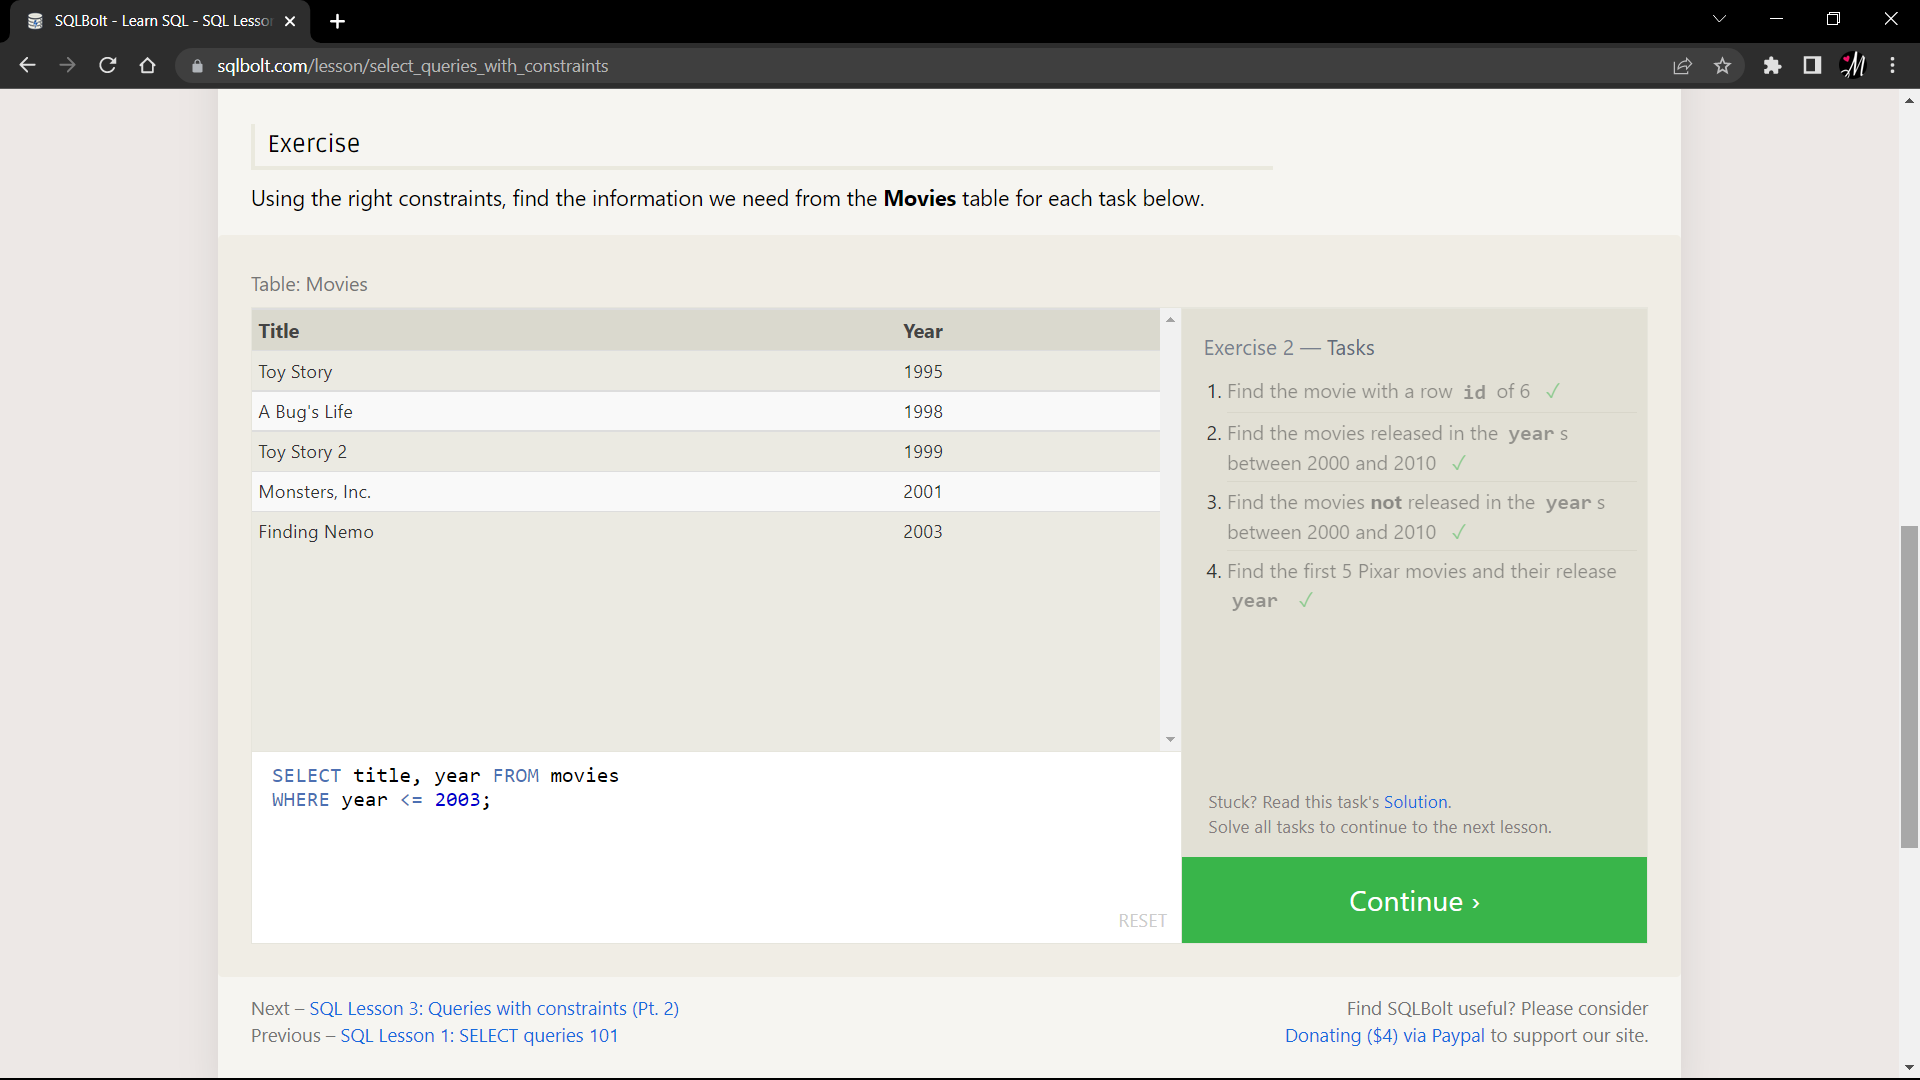 SQLBolt - Learn SQL - SQL Lesso
sqlbolt.com/lesson/select_queries_with_constraints
Exercise
Using the right constraints, find the information we need from the Movies table for each task below.
Table: Movies
Title Year
Toy Story 1995
A Bug's Life 1998
Toy Story 2 1999
Monsters, Inc. 2001
Finding Nemo 2003
SELECT title, year FROM movies
WHERE year <= 2003;
RESET
Exercise 2 — Tasks
1. Find the movie with a row id of 6 ✓
2. Find the movies released in the year s
between 2000 and 2010 ✓
3. Find the movies not released in the year s
between 2000 and 2010 ✓
4. Find the first 5 Pixar movies and their release
year ✓
Stuck? Read this task's Solution.
Solve all tasks to continue to the next lesson.
Continue ›
Next – SQL Lesson 3: Queries with constraints (Pt. 2)
Previous – SQL Lesson 1: SELECT queries 101
Find SQLBolt useful? Please consider
Donating ($4) via Paypal to support our site.